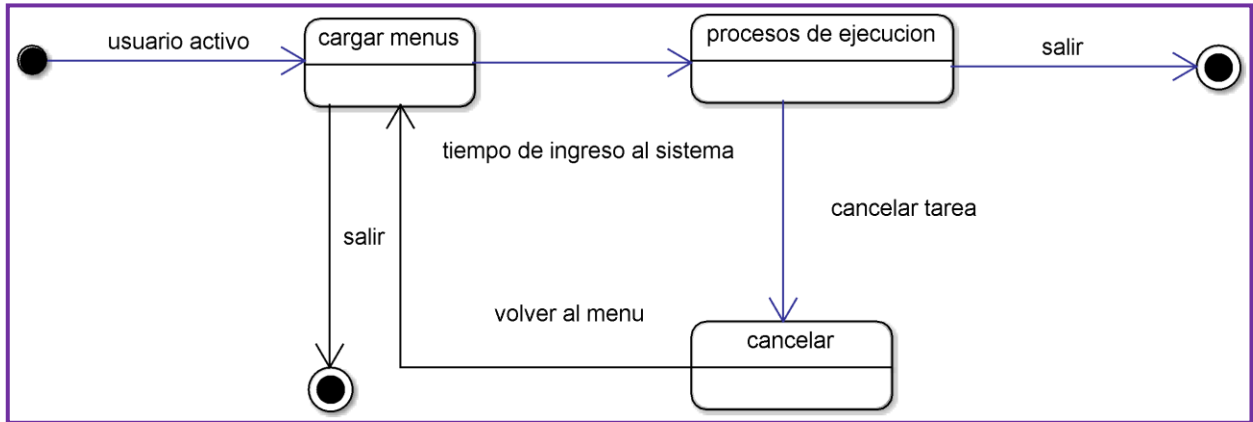 usuario activo
cargar menus
procesos de ejecucion
salir
tiempo de ingreso al sistema
cancelar tarea
salir
volver al menu
cancelar